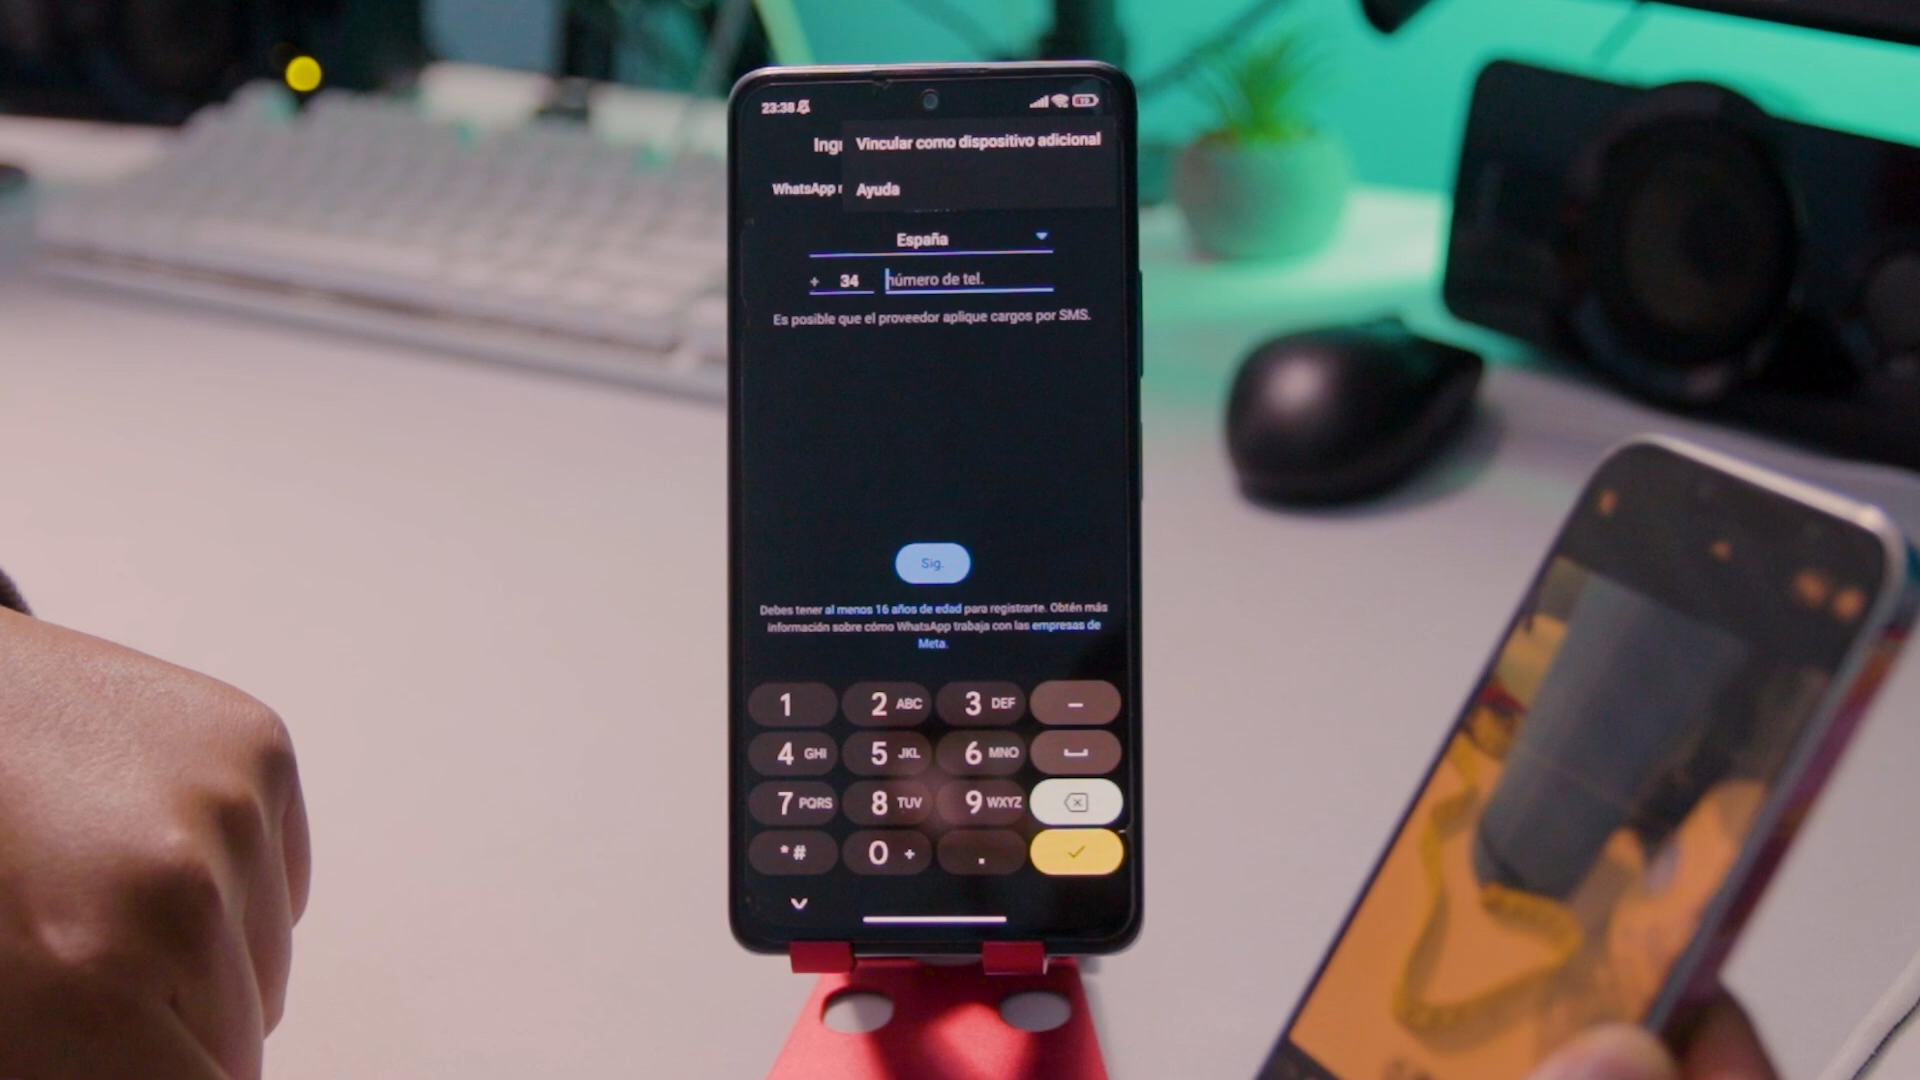 23:38
19
Vincular como dispositivo adicional
Ingr
WhatsApp
Ayuda
España
+ 34 número de tel.
Es posible que el proveedor aplique cargos por SMS.
Sig.
Debes tener al menos 16 años de edad para registrarte. Obtén más
información sobre cómo WhatsApp trabaja con las empresas de
Meta.
1 2 ABC 3 DEF –
4 GHI 5 JKL 6 MNO
7 PQRS 8 TUV 9 WXYZ
*# 0 + .